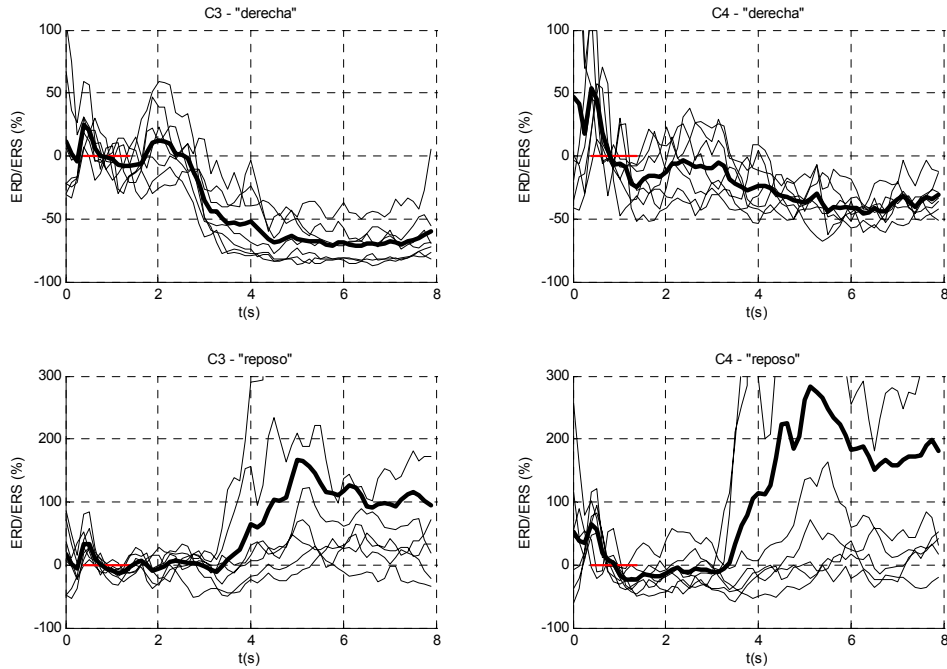 C3 - "derecha"
C4 - "derecha"
100
50
0
-50
-100
ERD/ERS (%)
0 2 4 6 8
t(s)
100
50
0
-50
-100
ERD/ERS (%)
0 2 4 6 8
t(s)
C3 - "reposo"
C4 - "reposo"
300
200
100
0
-100
ERD/ERS (%)
0 2 4 6 8
t(s)
300
200
100
0
-100
ERD/ERS (%)
0 2 4 6 8
t(s)